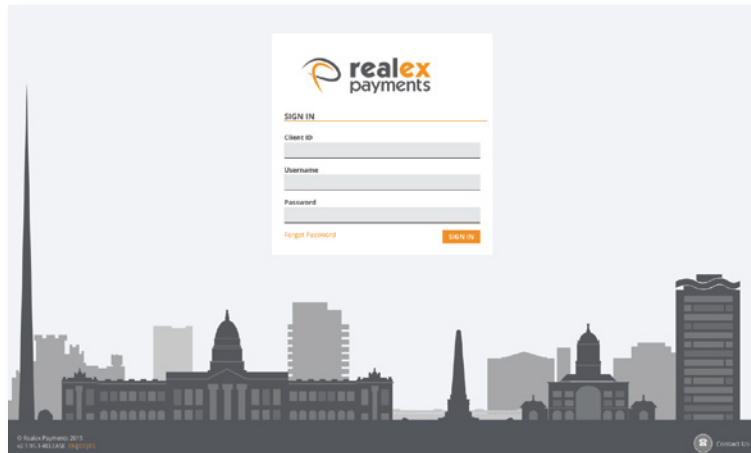 realex
payments
SIGN IN
Client ID
Username
Password
Forgot Password
SIGN IN
© Realex Payments 2015
Contact Us